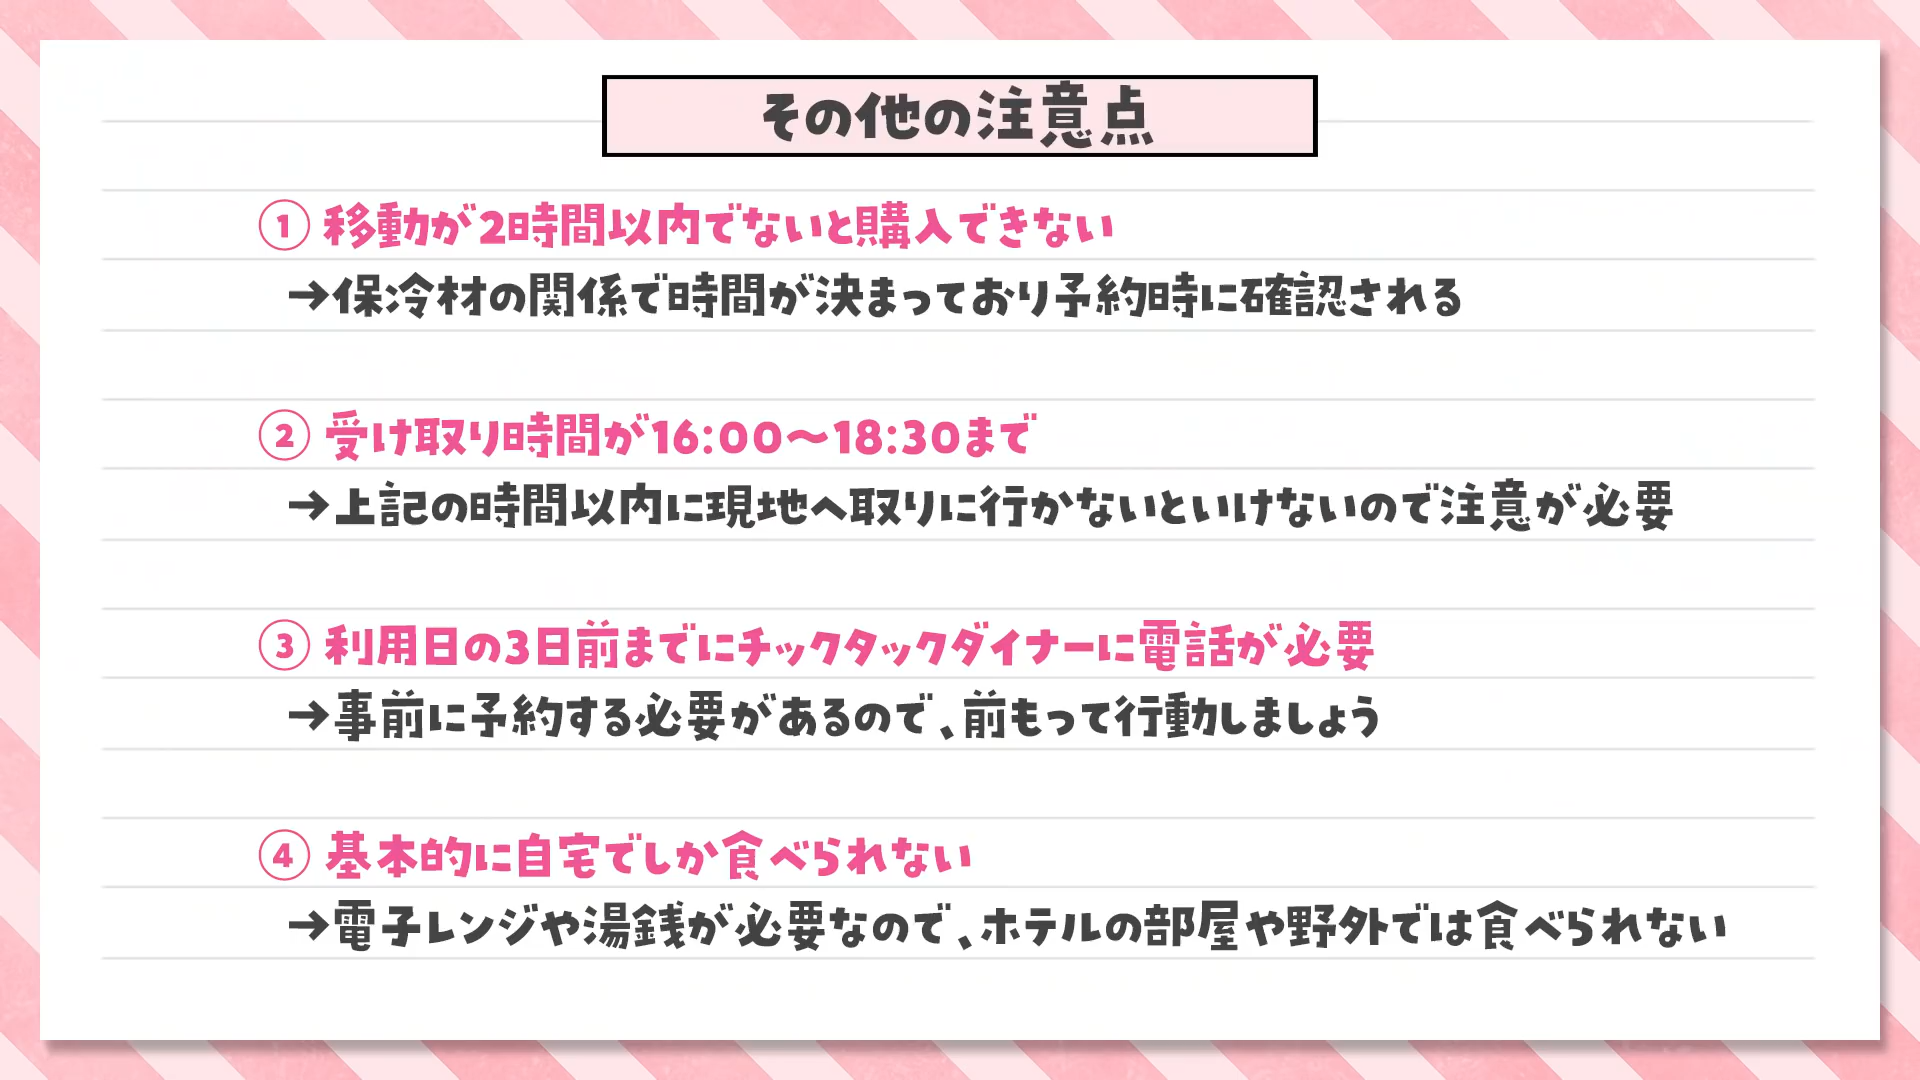 その他の注意点
① 移動が2時間以内でないと購入できない
→保冷材の関係で時間が決まっており予約時に確認される
② 受け取り時間が16:00～18:30まで
→上記の時間以内に現地へ取りに行かないといけないので注意が必要
③ 利用日の3日前までにチックタックダイナーに電話が必要
→事前に予約する必要があるので、前もって行動しましょう
④ 基本的に自宅でしか食べられない
→電子レンジや湯銭が必要なので、ホテルの部屋や野外では食べられない